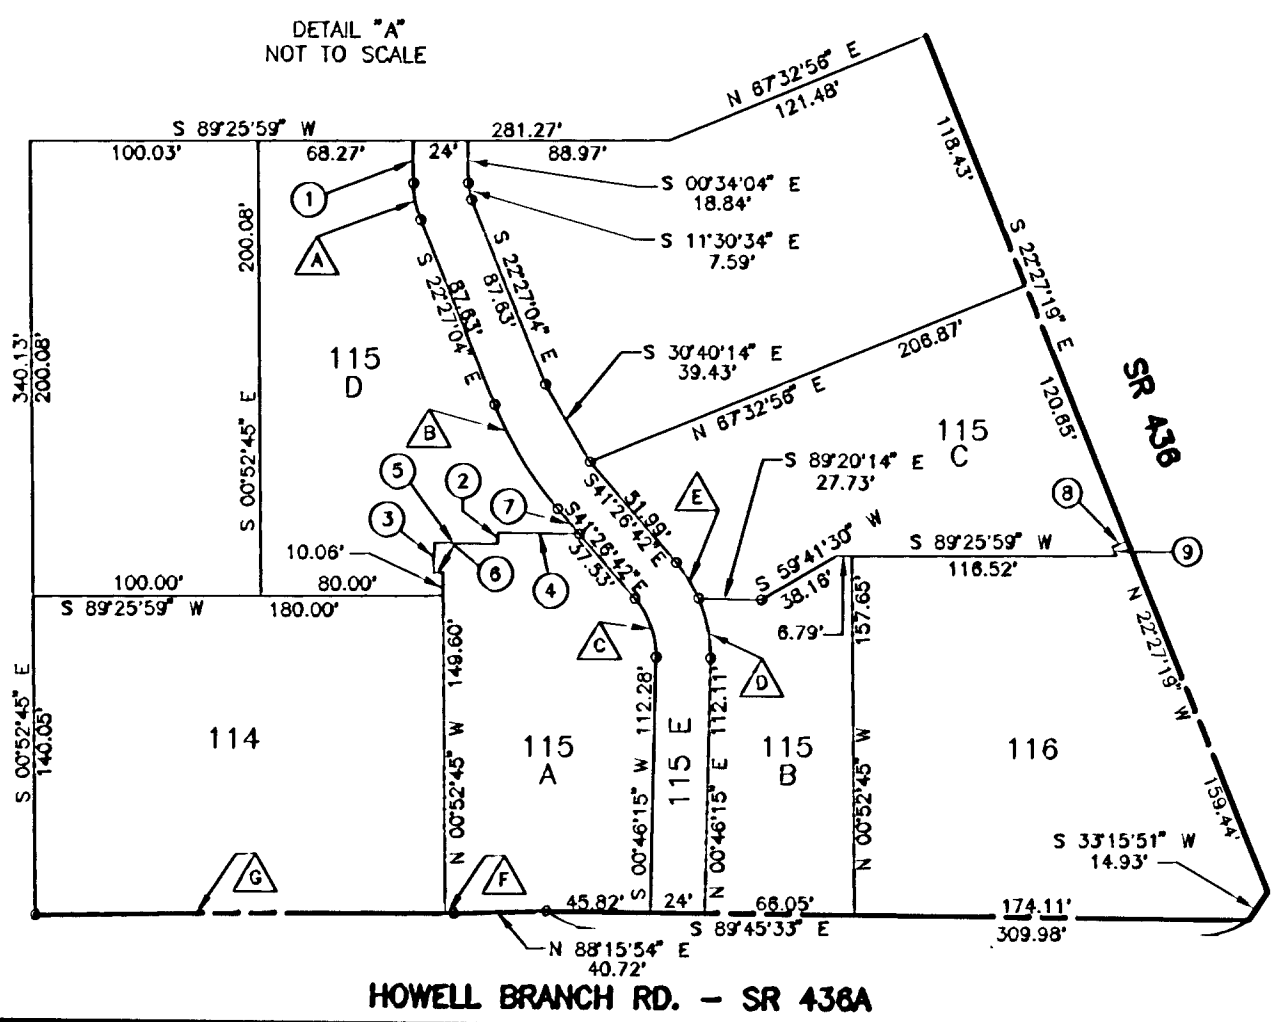 DETAIL "A"
NOT TO SCALE
N 67°32'56" E
121.48'
S 89°25'59" W
281.27'
100.03'
68.27'
24'
88.97'
118.43'
1
S 00°34'04" E
18.84'
A
S 11°30'34" E
7.59'
200.08'
S 22°27'04" E
87.63'
S 22°27'04" E
87.63'
S 22°27'19" E
206.87'
340.13'
200.08'
115
D
S 30°40'14" E
39.43'
SR 436
N 67°32'56" E
120.65'
S 00°52'45" E
B
115
C
5
2
7
S 89°20'14" E
27.73'
E
8
3
S41°26'42" E
51.99'
S 59°41'30" W
38.16'
S 89°25'59" W
116.52'
9
10.06'
6
4
S41°26'42" E
37.53'
100.00'
80.00'
S 89°25'59" W
180.00'
6.79'
157.65'
N 22°27'19" W
C
D
149.60'
112.28'
112.11'
S 00°52'45" E
140.05'
114
115
A
115 E
115
B
116
N 00°52'45" W
S 00°46'15" W
N 00°46'15" E
N 00°52'45" W
159.44'
S 33°15'51" W
14.93'
G
F
45.82'
24'
66.05'
174.11'
S 89°45'33" E
309.98'
N 88°15'54" E
40.72'
HOWELL BRANCH RD. - SR 436A